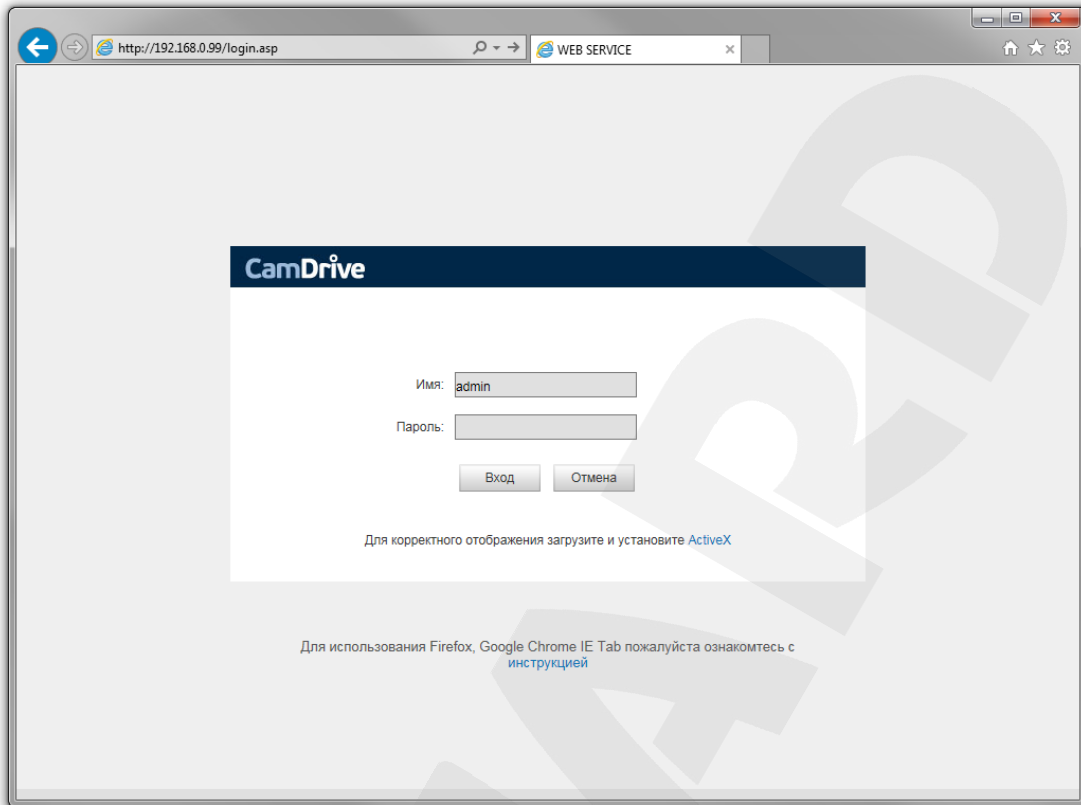 http://192.168.0.99/login.asp
WEB SERVICE
CamDrive
Имя: admin
Пароль:
Вход Отмена
Для корректного отображения загрузите и установите ActiveX
Для использования Firefox, Google Chrome IE Tab пожалуйста ознакомтесь с
инструкцией